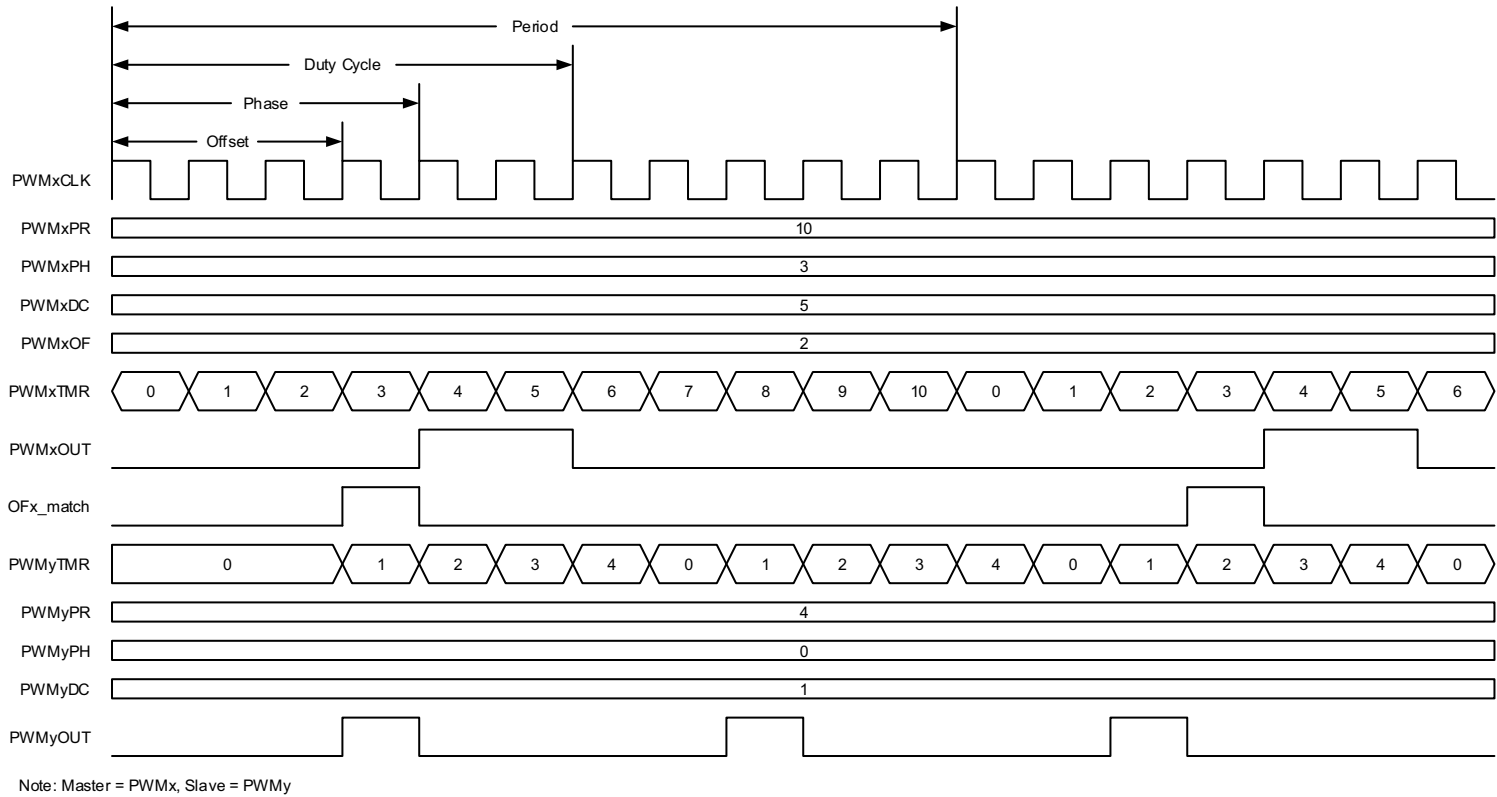 Period
Duty Cycle
Phase
Offset
PWMxCLK
PWMxPR 10
PWMxPH 3
PWMxDC 5
PWMxOF 2
PWMxTMR 0 1 2 3 4 5 6 7 8 9 10 0 1 2 3 4 5 6
PWMxOUT
OFx_match
PWMyTMR 0 1 2 3 4 0 1 2 3 4 0 1 2 3 4 0
PWMyPR 4
PWMyPH 0
PWMyDC 1
PWMyOUT
Note: Master = PWMx, Slave = PWMy